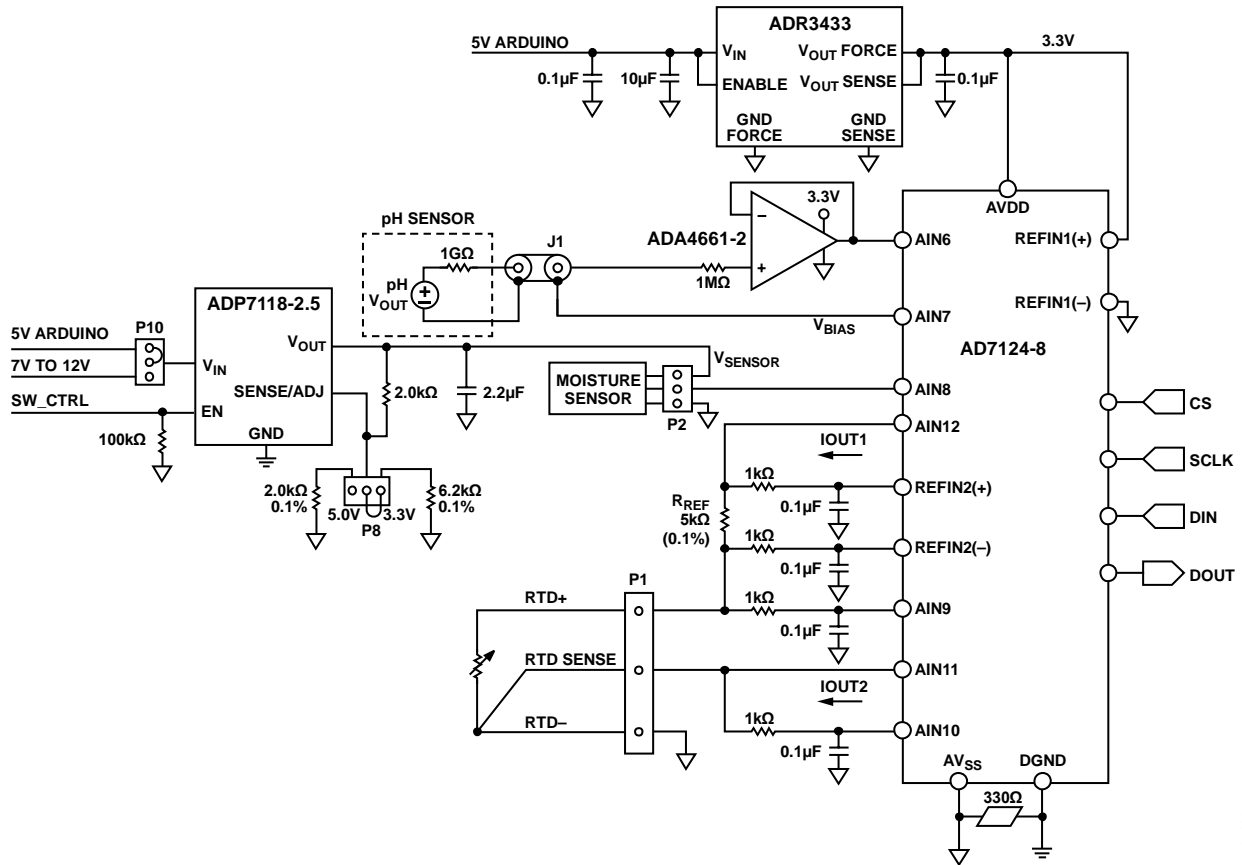 ADR3433
5V ARDUINO
VIN
VOUT FORCE
3.3V
0.1µF
10µF
ENABLE
VOUT SENSE
0.1µF
GND
FORCE
GND
SENSE
3.3V
AVDD
pH SENSOR
ADA4661-2
−
+
AIN6
REFIN1(+)
1GΩ
J1
1MΩ
pH
VOUT
REFIN1(−)
ADP7118-2.5
VBIAS
AIN7
AD7124-8
5V ARDUINO
P10
VOUT
7V TO 12V
VIN
VSENSOR
SENSE/ADJ
2.0kΩ
2.2µF
MOISTURE
SENSOR
AIN8
P2
CS
SW_CTRL
EN
GND
100kΩ
AIN12
IOUT1
SCLK
1kΩ
REFIN2(+)
2.0kΩ
0.1%
5.0V
3.3V
P8
6.2kΩ
0.1%
RREF
5kΩ
(0.1%)
0.1µF
DIN
1kΩ
REFIN2(−)
0.1µF
DOUT
P1
RTD+
1kΩ
AIN9
0.1µF
RTD SENSE
AIN11
IOUT2
RTD−
1kΩ
AIN10
0.1µF
AVSS
DGND
330Ω